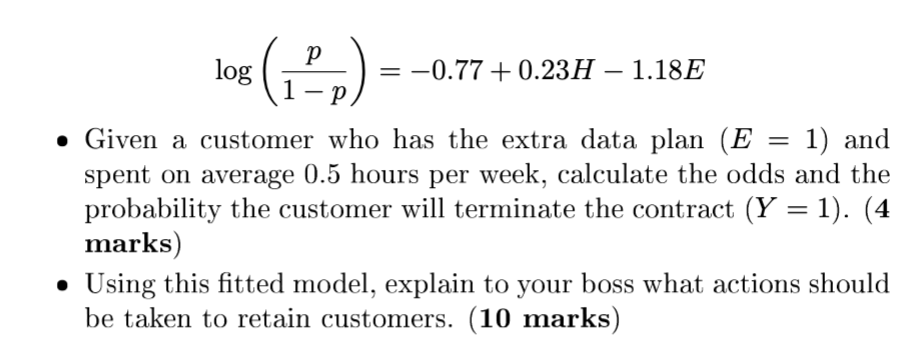 log(p/(1 − p)) = −0.77 + 0.23H − 1.18E
• Given a customer who has the extra data plan (E = 1) and
spent on average 0.5 hours per week, calculate the odds and the
probability the customer will terminate the contract (Y = 1). (4
marks)
• Using this fitted model, explain to your boss what actions should
be taken to retain customers. (10 marks)